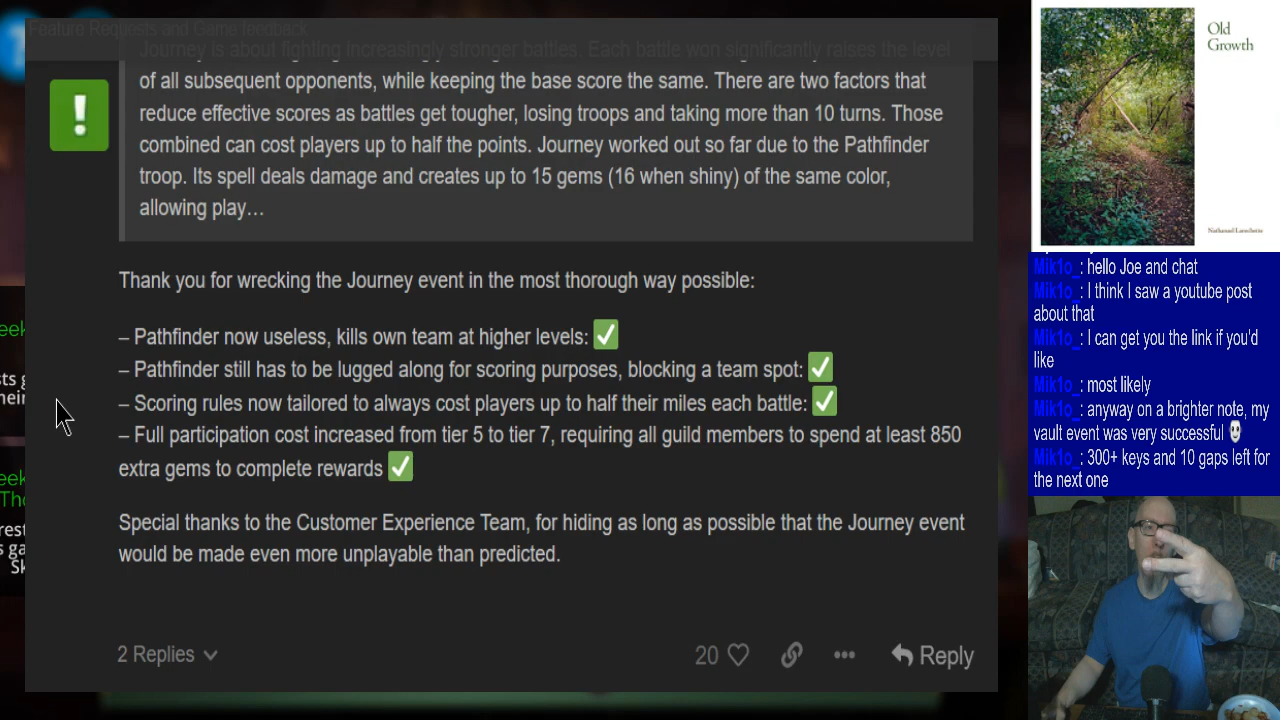 Feature Requests and Game feedback
Journey is about fighting increasingly stronger battles. Each battle won significantly raises the level
of all subsequent opponents, while keeping the base score the same. There are two factors that
reduce effective scores as battles get tougher, losing troops and taking more than 10 turns. Those
combined can cost players up to half the points. Journey worked out so far due to the Pathfinder
troop. Its spell deals damage and creates up to 15 gems (16 when shiny) of the same color,
allowing play…
Thank you for wrecking the Journey event in the most thorough way possible:
– Pathfinder now useless, kills own team at higher levels: ✅
– Pathfinder still has to be lugged along for scoring purposes, blocking a team spot: ✅
– Scoring rules now tailored to always cost players up to half their miles each battle: ✅
– Full participation cost increased from tier 5 to tier 7, requiring all guild members to spend at least 850
extra gems to complete rewards ✅
Special thanks to the Customer Experience Team, for hiding as long as possible that the Journey event
would be made even more unplayable than predicted.
2 Replies
20
Reply
Old
Growth
Nathanael Larochette
Mik1o_: hello Joe and chat
Mik1o_: I think I saw a youtube post
about that
Mik1o_: I can get you the link if you'd
like
Mik1o_: most likely
Mik1o_: anyway on a brighter note, my
vault event was very successful
Mik1o_: 300+ keys and 10 gaps left for
the next one